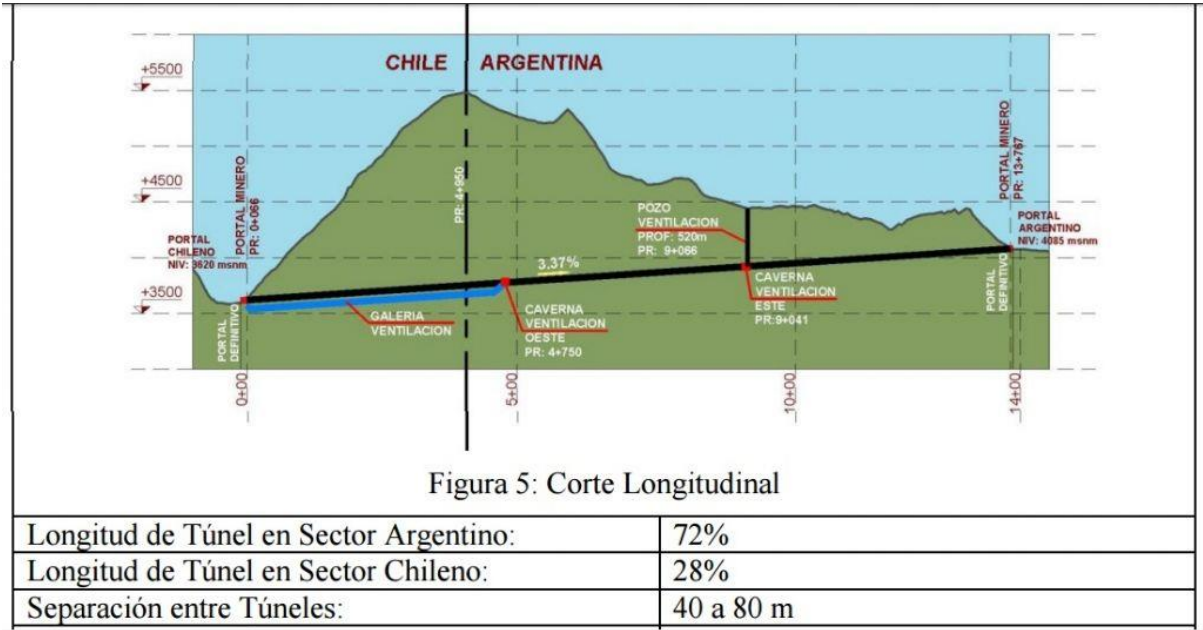 CHILE ARGENTINA
+5500
+4500
+3500
PORTAL MINERO
PR: 0+066
PORTAL
CHILENO
NIV: 3620 msnm
PORTAL
DEFINITIVO
PR: 4+950
GALERIA
VENTILACION
3.37%
CAVERNA
VENTILACION
OESTE
PR: 4+750
POZO
VENTILACION
PROF: 520m
PR: 9+066
CAVERNA
VENTILACION
ESTE
PR:9+041
PORTAL MINERO
PR: 13+767
PORTAL
ARGENTINO
NIV: 4085 msnm
PORTAL
DEFINITIVO
0+00
5+00
10+00
14+00
Figura 5: Corte Longitudinal
Longitud de Túnel en Sector Argentino: 72%
Longitud de Túnel en Sector Chileno: 28%
Separación entre Túneles: 40 a 80 m